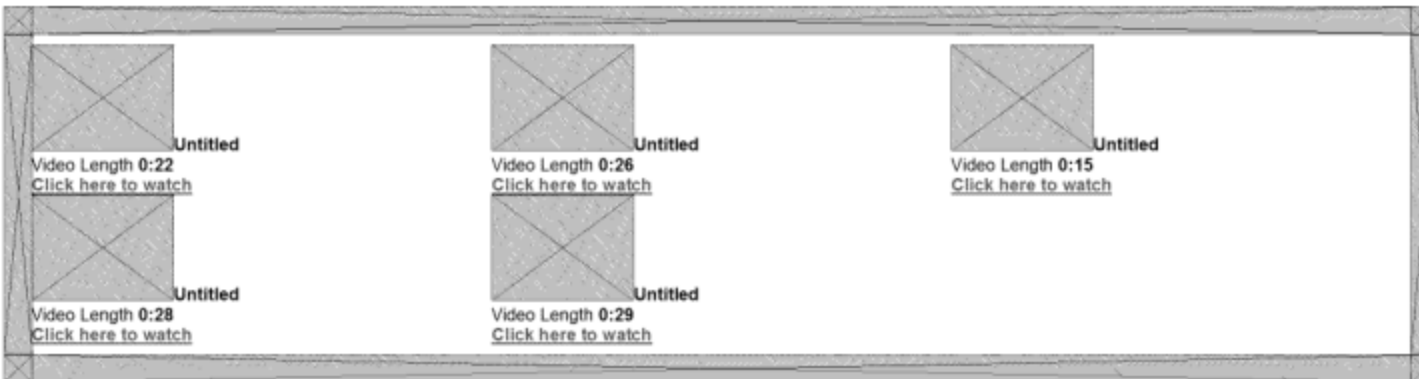 Untitled
Video Length 0:22
Click here to watch
Untitled
Video Length 0:26
Click here to watch
Untitled
Video Length 0:15
Click here to watch
Untitled
Video Length 0:28
Click here to watch
Untitled
Video Length 0:29
Click here to watch